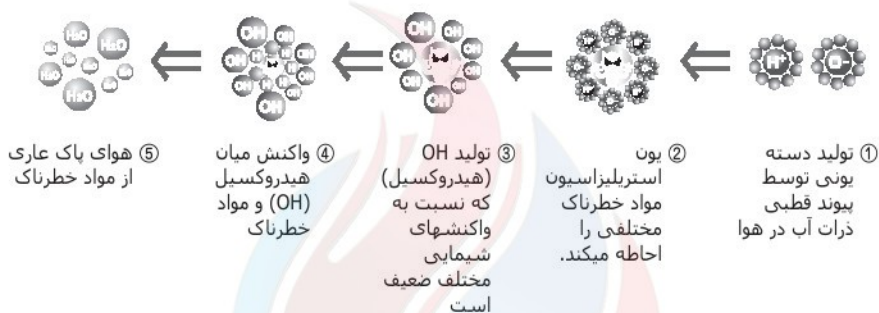 ① تولید دسته
یونی توسط
پیوند قطبی
ذرات آب در هوا
② یون
استریلیزاسیون
مواد خطرناک
مختلفی را
احاطه میکند.
③ تولید OH
(هیدروکسیل)
که نسبت به
واکنشهای
شیمایی
مختلف ضعیف
است
④ واکنش میان
هیدروکسیل
(OH) و مواد
خطرناک
⑤ هوای پاک عاری
از مواد خطرناک
H⁺
OH OH OH OH OH OH
OH OH OH OH OH
H₂O H₂O H₂O H₂O